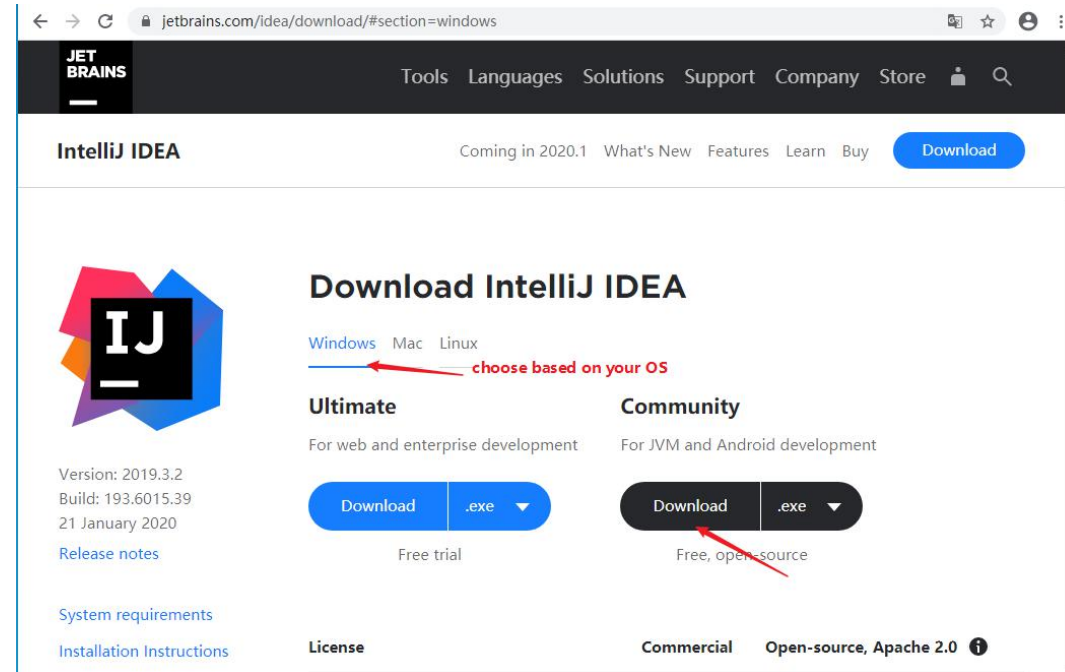 jetbrains.com/idea/download/#section=windows
JET
BRAINS
Tools Languages Solutions Support Company Store
IntelliJ IDEA
Coming in 2020.1 What's New Features Learn Buy Download
IJ
Download IntelliJ IDEA
Windows Mac Linux
choose based on your OS
Ultimate
Community
For web and enterprise development
For JVM and Android development
Download .exe
Download .exe
Free trial
Free, open-source
Version: 2019.3.2
Build: 193.6015.39
21 January 2020
Release notes
System requirements
Installation Instructions
License Commercial Open-source, Apache 2.0